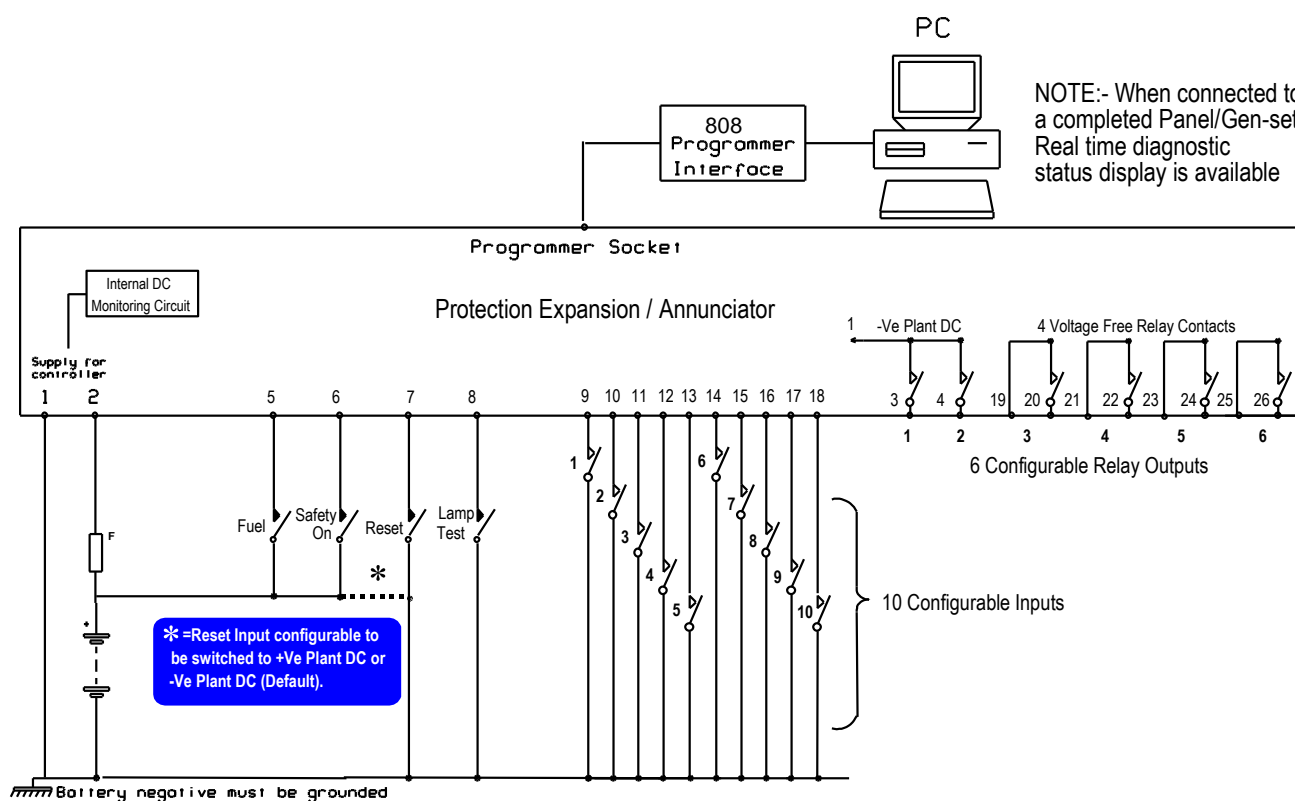 PC
NOTE:- When connected to
a completed Panel/Gen-set
Real time diagnostic
status display is available
808
Programmer
Interface
Programmer Socket
Internal DC
Monitoring Circuit
Protection Expansion / Annunciator
Supply for
controller
1 -Ve Plant DC
4 Voltage Free Relay Contacts
1 2 5 6 7 8 9 10 11 12 13 14 15 16 17 18
3 4 19 20 21 22 23 24 25 26
1 2 3 4 5 6
6 Configurable Relay Outputs
1
2
3
4
5
6
7
8
9
10
Fuel
Safety
On
Reset
Lamp
Test
F
*
+
10 Configurable Inputs
* =Reset Input configurable to
be switched to +Ve Plant DC or
-Ve Plant DC (Default).
Battery negative must be grounded